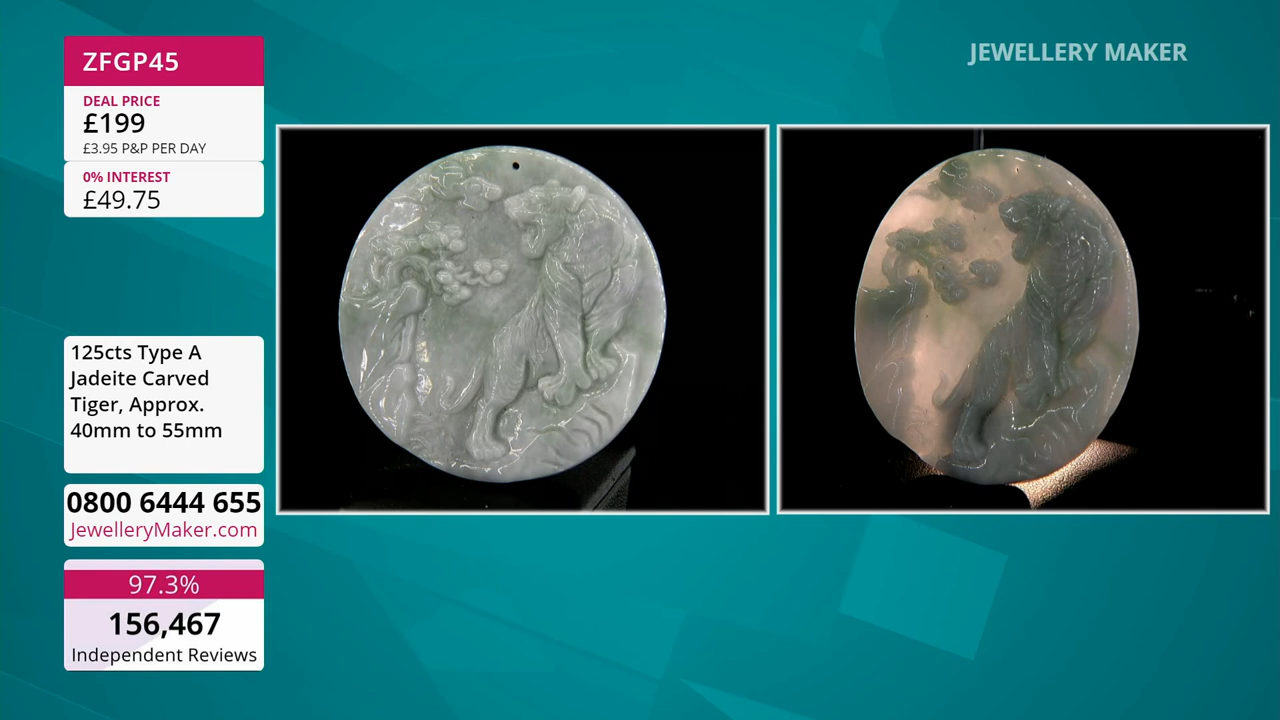 ZFGP45
DEAL PRICE
£199
£3.95 P&P PER DAY
0% INTEREST
£49.75
125cts Type A
Jadeite Carved
Tiger, Approx.
40mm to 55mm
0800 6444 655
JewelleryMaker.com
97.3%
156,467
Independent Reviews
JEWELLERY MAKER